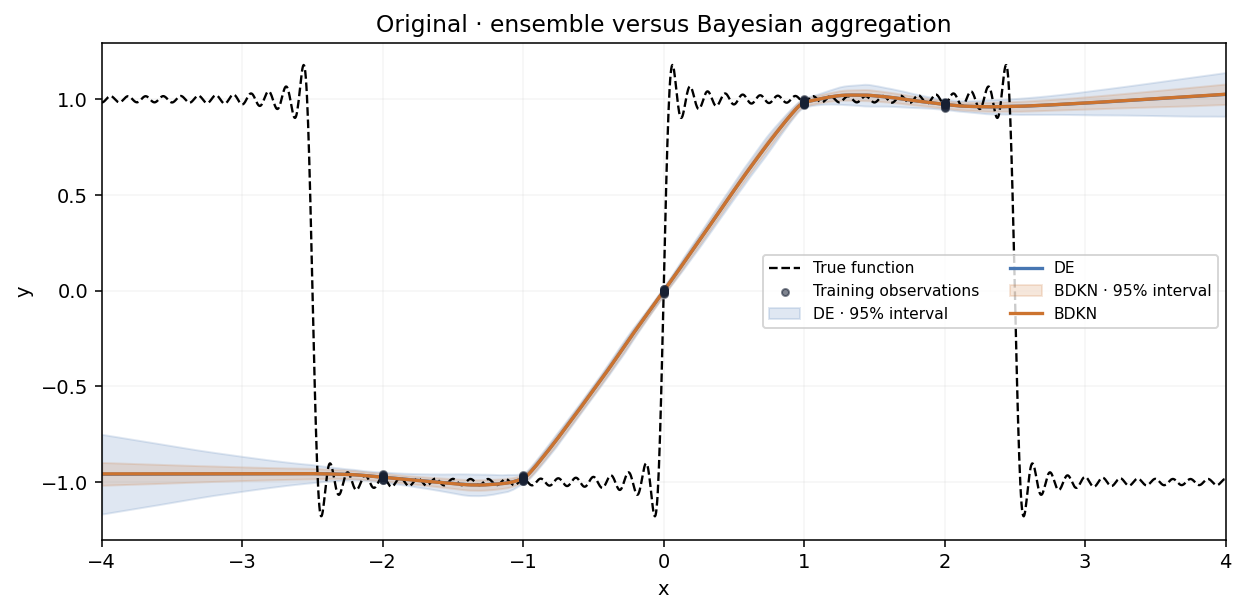 Original · ensemble versus Bayesian aggregation
y
1.0
0.5
0.0
−0.5
−1.0
True function
Training observations
DE · 95% interval
DE
BDKN · 95% interval
BDKN
−4 −3 −2 −1 0 1 2 3 4
x